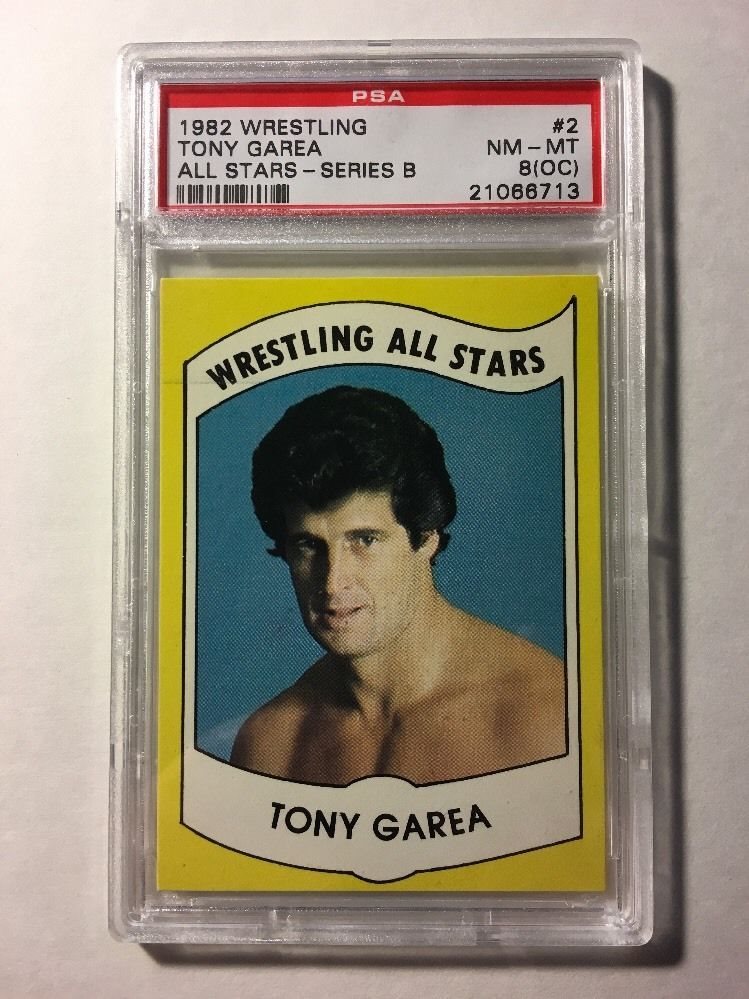 PSA
1982 WRESTLING #2
TONY GAREA NM - MT
ALL STARS - SERIES B 8(OC)
21066713
WRESTLING ALL STARS
TONY GAREA